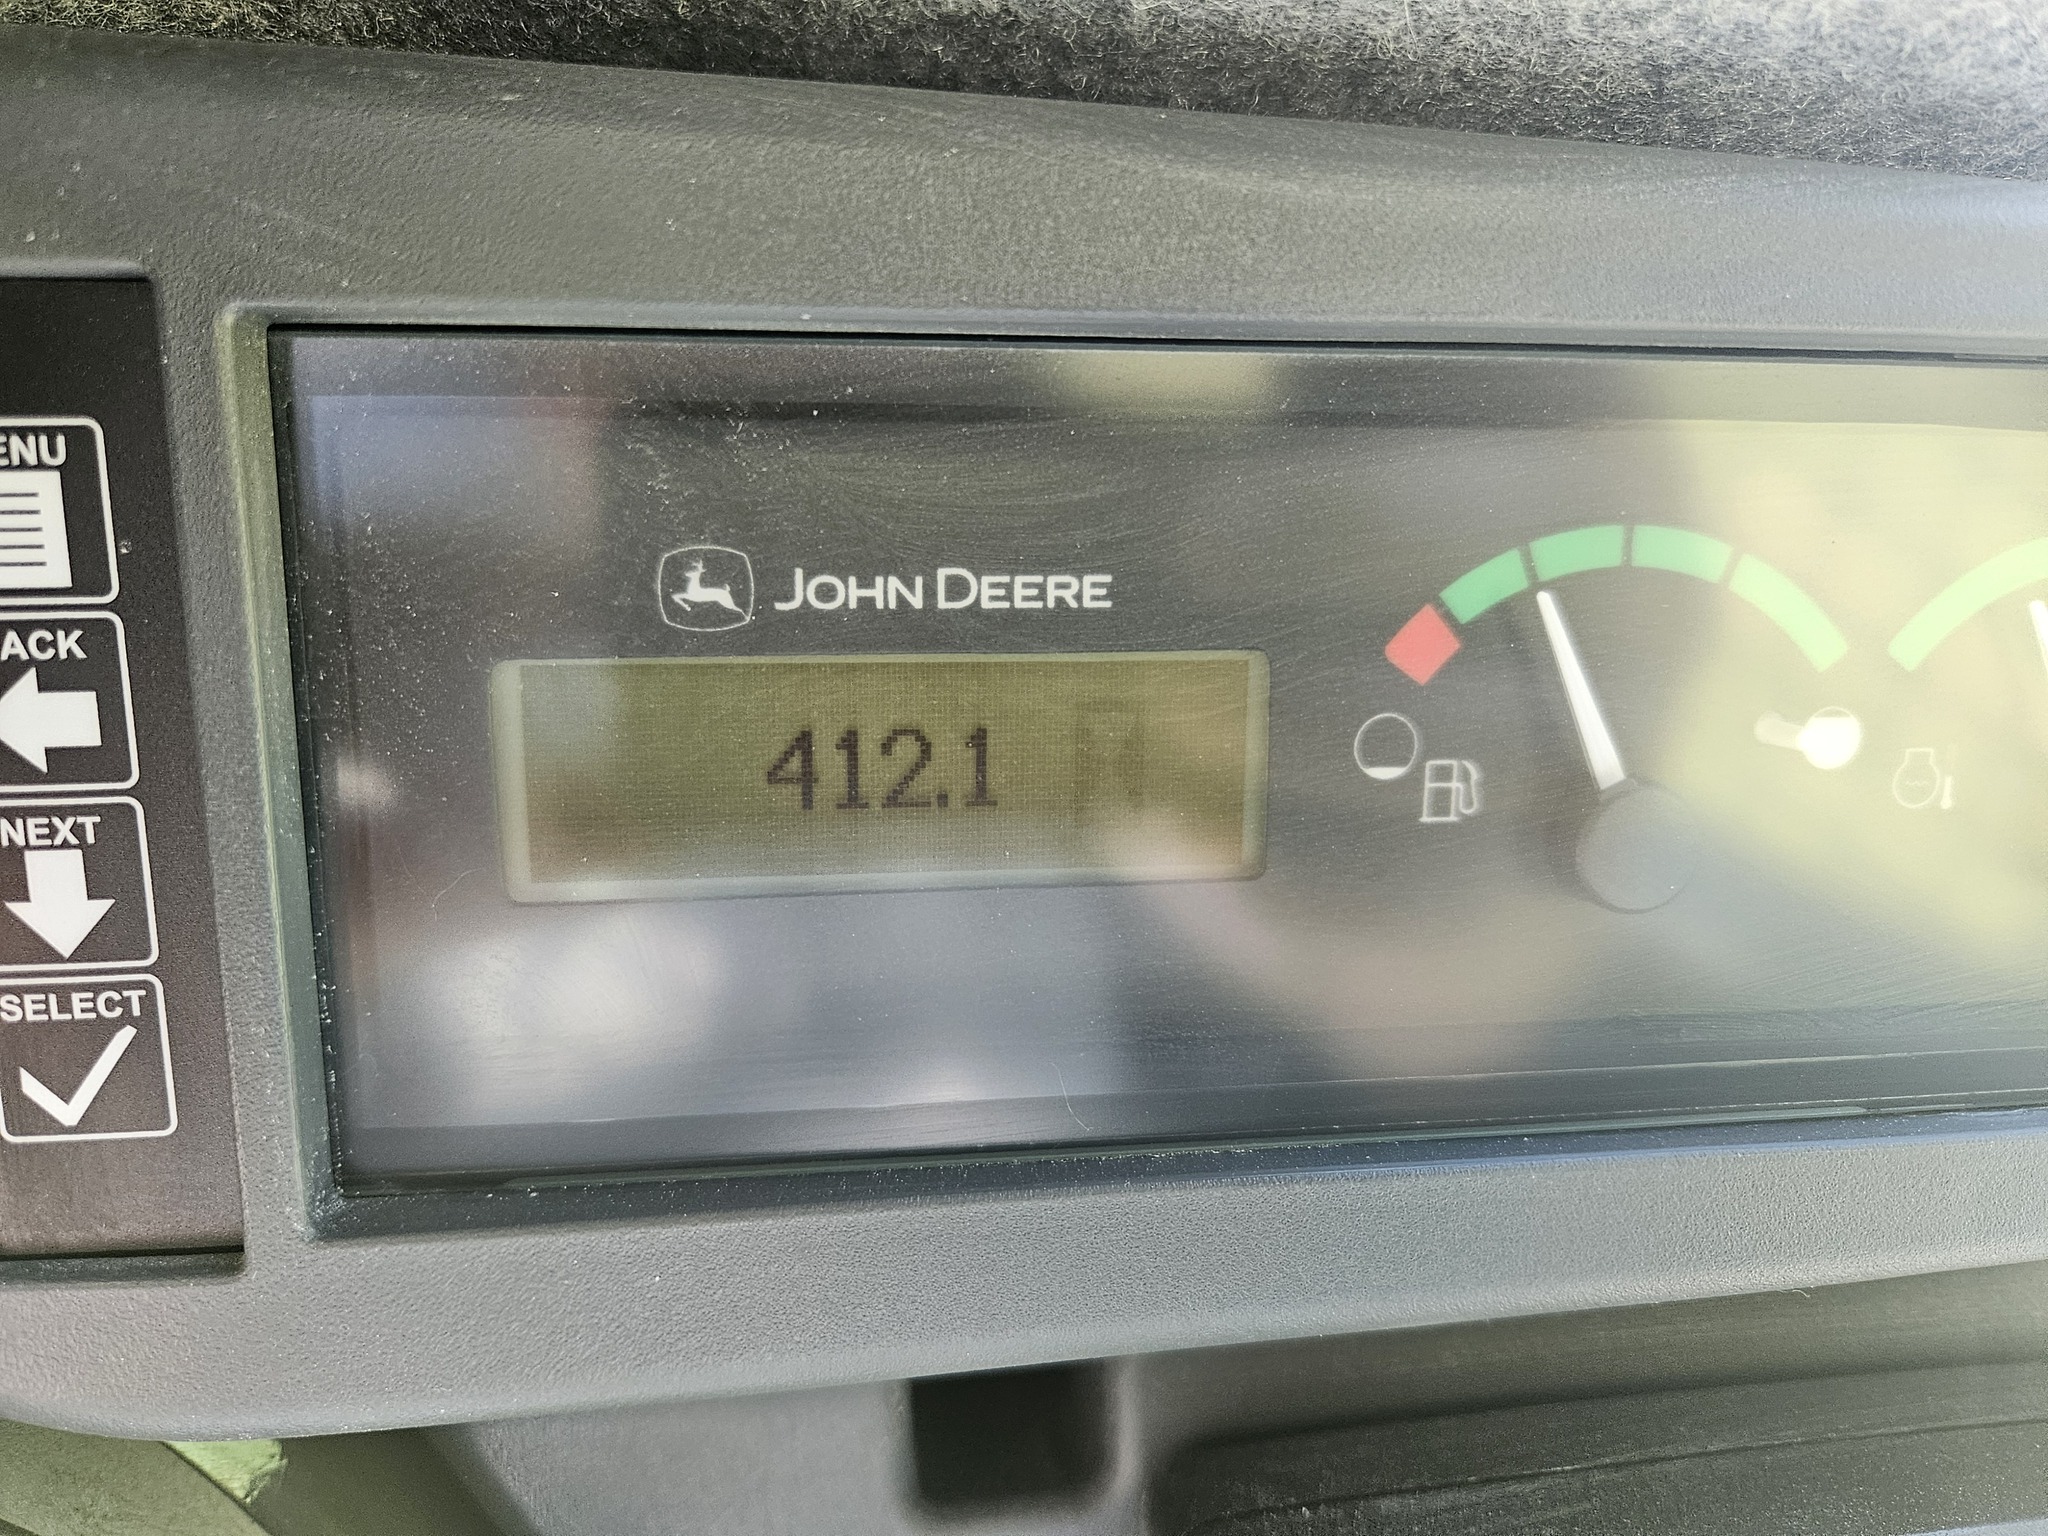 ENU
ACK
NEXT
SELECT
JOHN DEERE
412.1